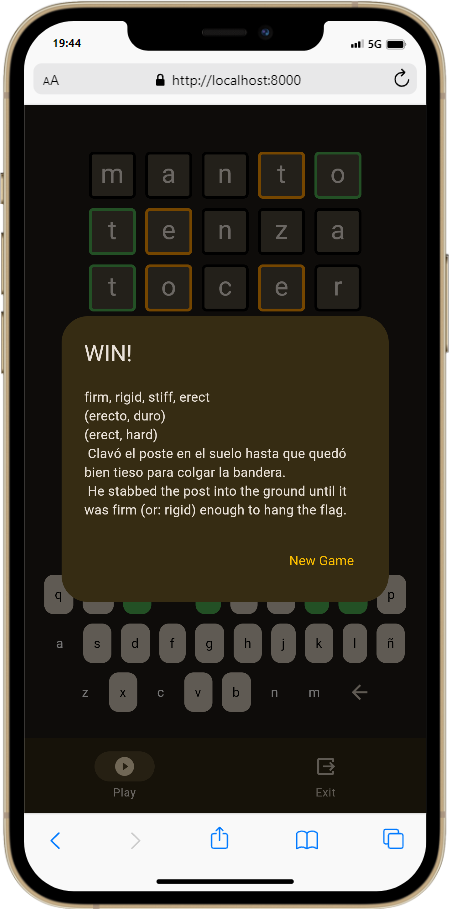 19:44
5G
AA
http://localhost:8000
m a n t o
t e n z a
t o c e r
WIN!
firm, rigid, stiff, erect
(erecto, duro)
(erect, hard)
Clavó el poste en el suelo hasta que quedó
bien tieso para colgar la bandera.
He stabbed the post into the ground until it
was firm (or: rigid) enough to hang the flag.
New Game
q p
a s d f g h j k l ñ
z x c v b n m
Play Exit